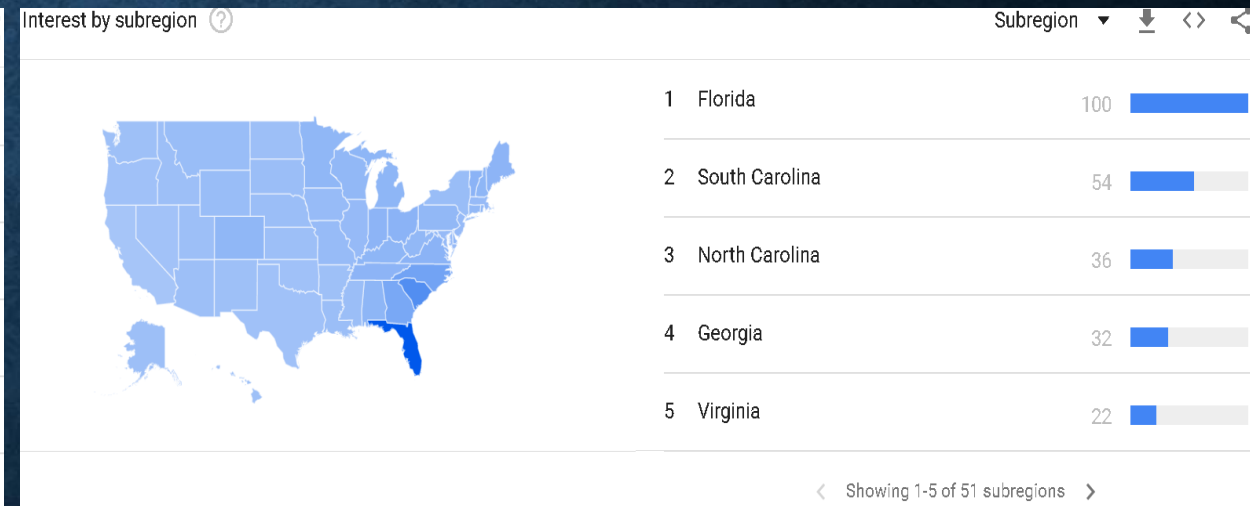 Interest by subregion ?
Subregion
1 Florida 100
2 South Carolina 54
3 North Carolina 36
4 Georgia 32
5 Virginia 22
Showing 1-5 of 51 subregions